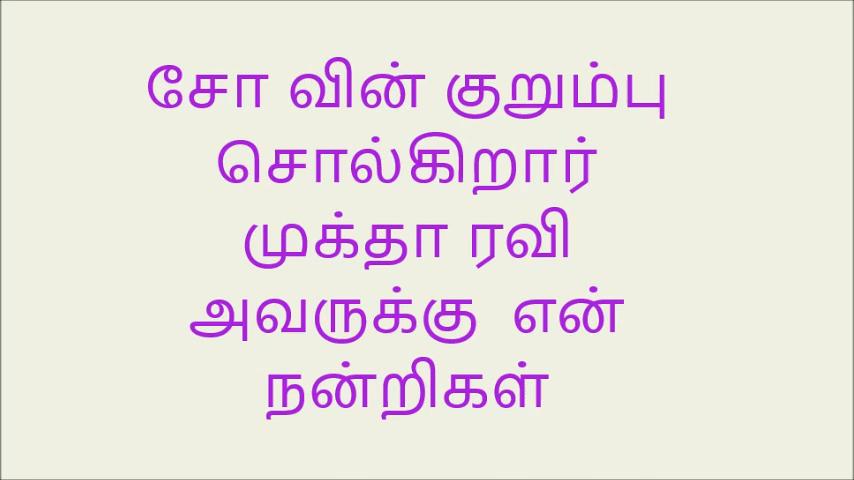 சோ வின் குறும்பு
சொல்கிறார்
முக்தா ரவி
அவருக்கு என்
நன்றிகள்